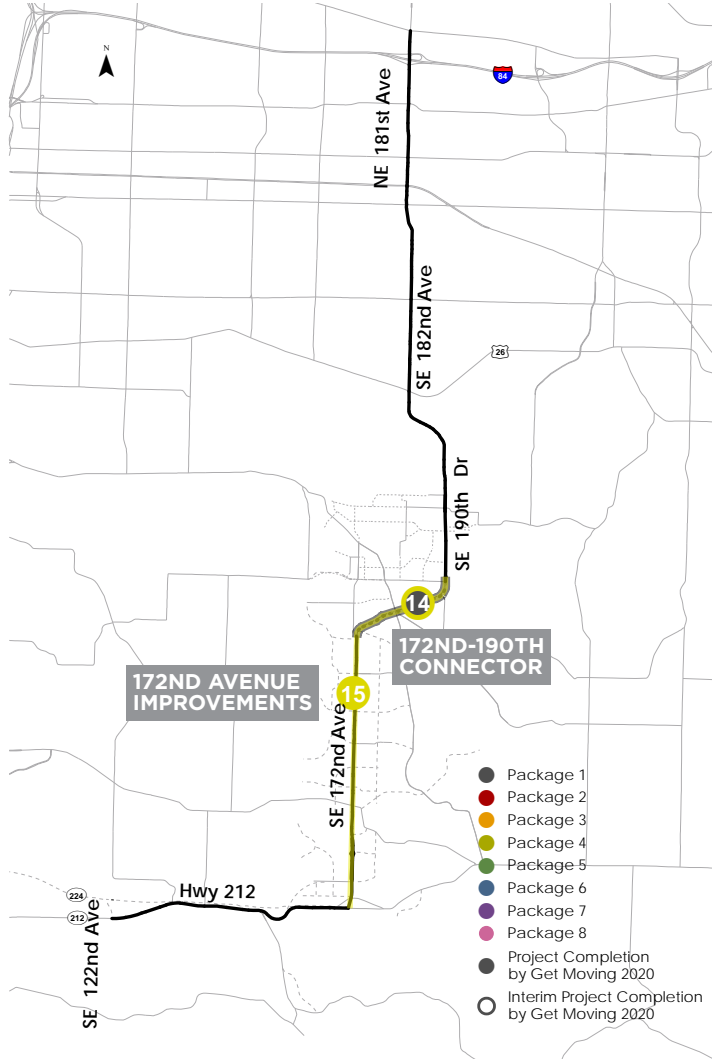 N
84
NE 181st Ave
SE 182nd Ave
26
SE 190th Dr
14
172ND-190TH
CONNECTOR
172ND AVENUE
IMPROVEMENTS
15
SE 172nd Ave
Package 1
Package 2
Package 3
Package 4
Package 5
Package 6
Package 7
Package 8
Project Completion
by Get Moving 2020
Interim Project Completion
by Get Moving 2020
224
Hwy 212
212
SE 122nd Ave